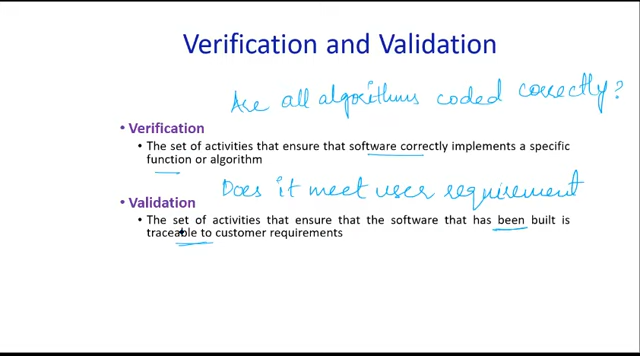 Verification and Validation
Are all algorithms coded correctly?
• Verification
• The set of activities that ensure that software correctly implements a specific
function or algorithm
Does it meet user requirement
• Validation
• The set of activities that ensure that the software that has been built is
traceable to customer requirements